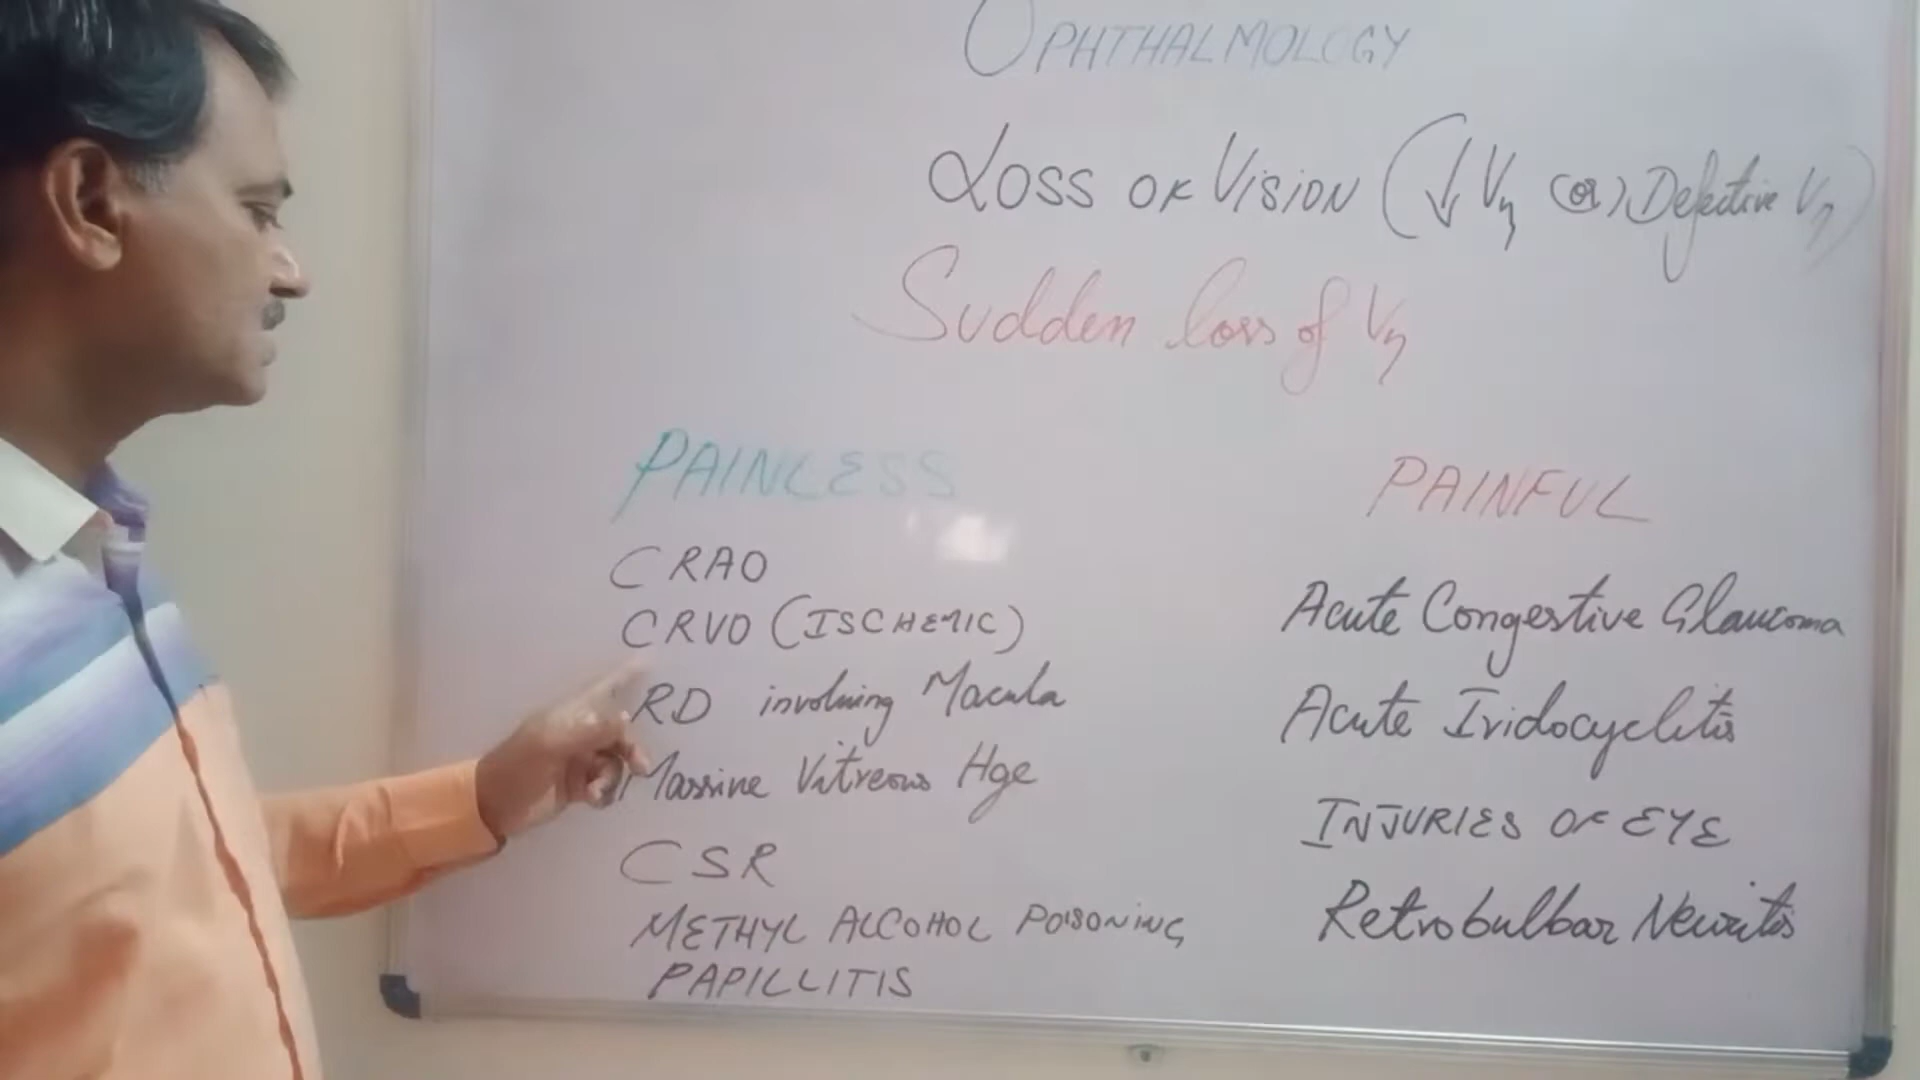 OPHTHALMOLOGY
LOSS OF VISION (↓ Vn (or) Defective Vn)
Sudden loss of Vn
PAINLESS
CRAO
CRVO (ISCHEMIC)
RD involving Macula
Massive Vitreous Hge
CSR
METHYL ALCOHOL POISONING
PAPILLITIS
PAINFUL
Acute Congestive Glaucoma
Acute Iridocyclitis
INJURIES OF EYE
Retrobulbar Neuritis